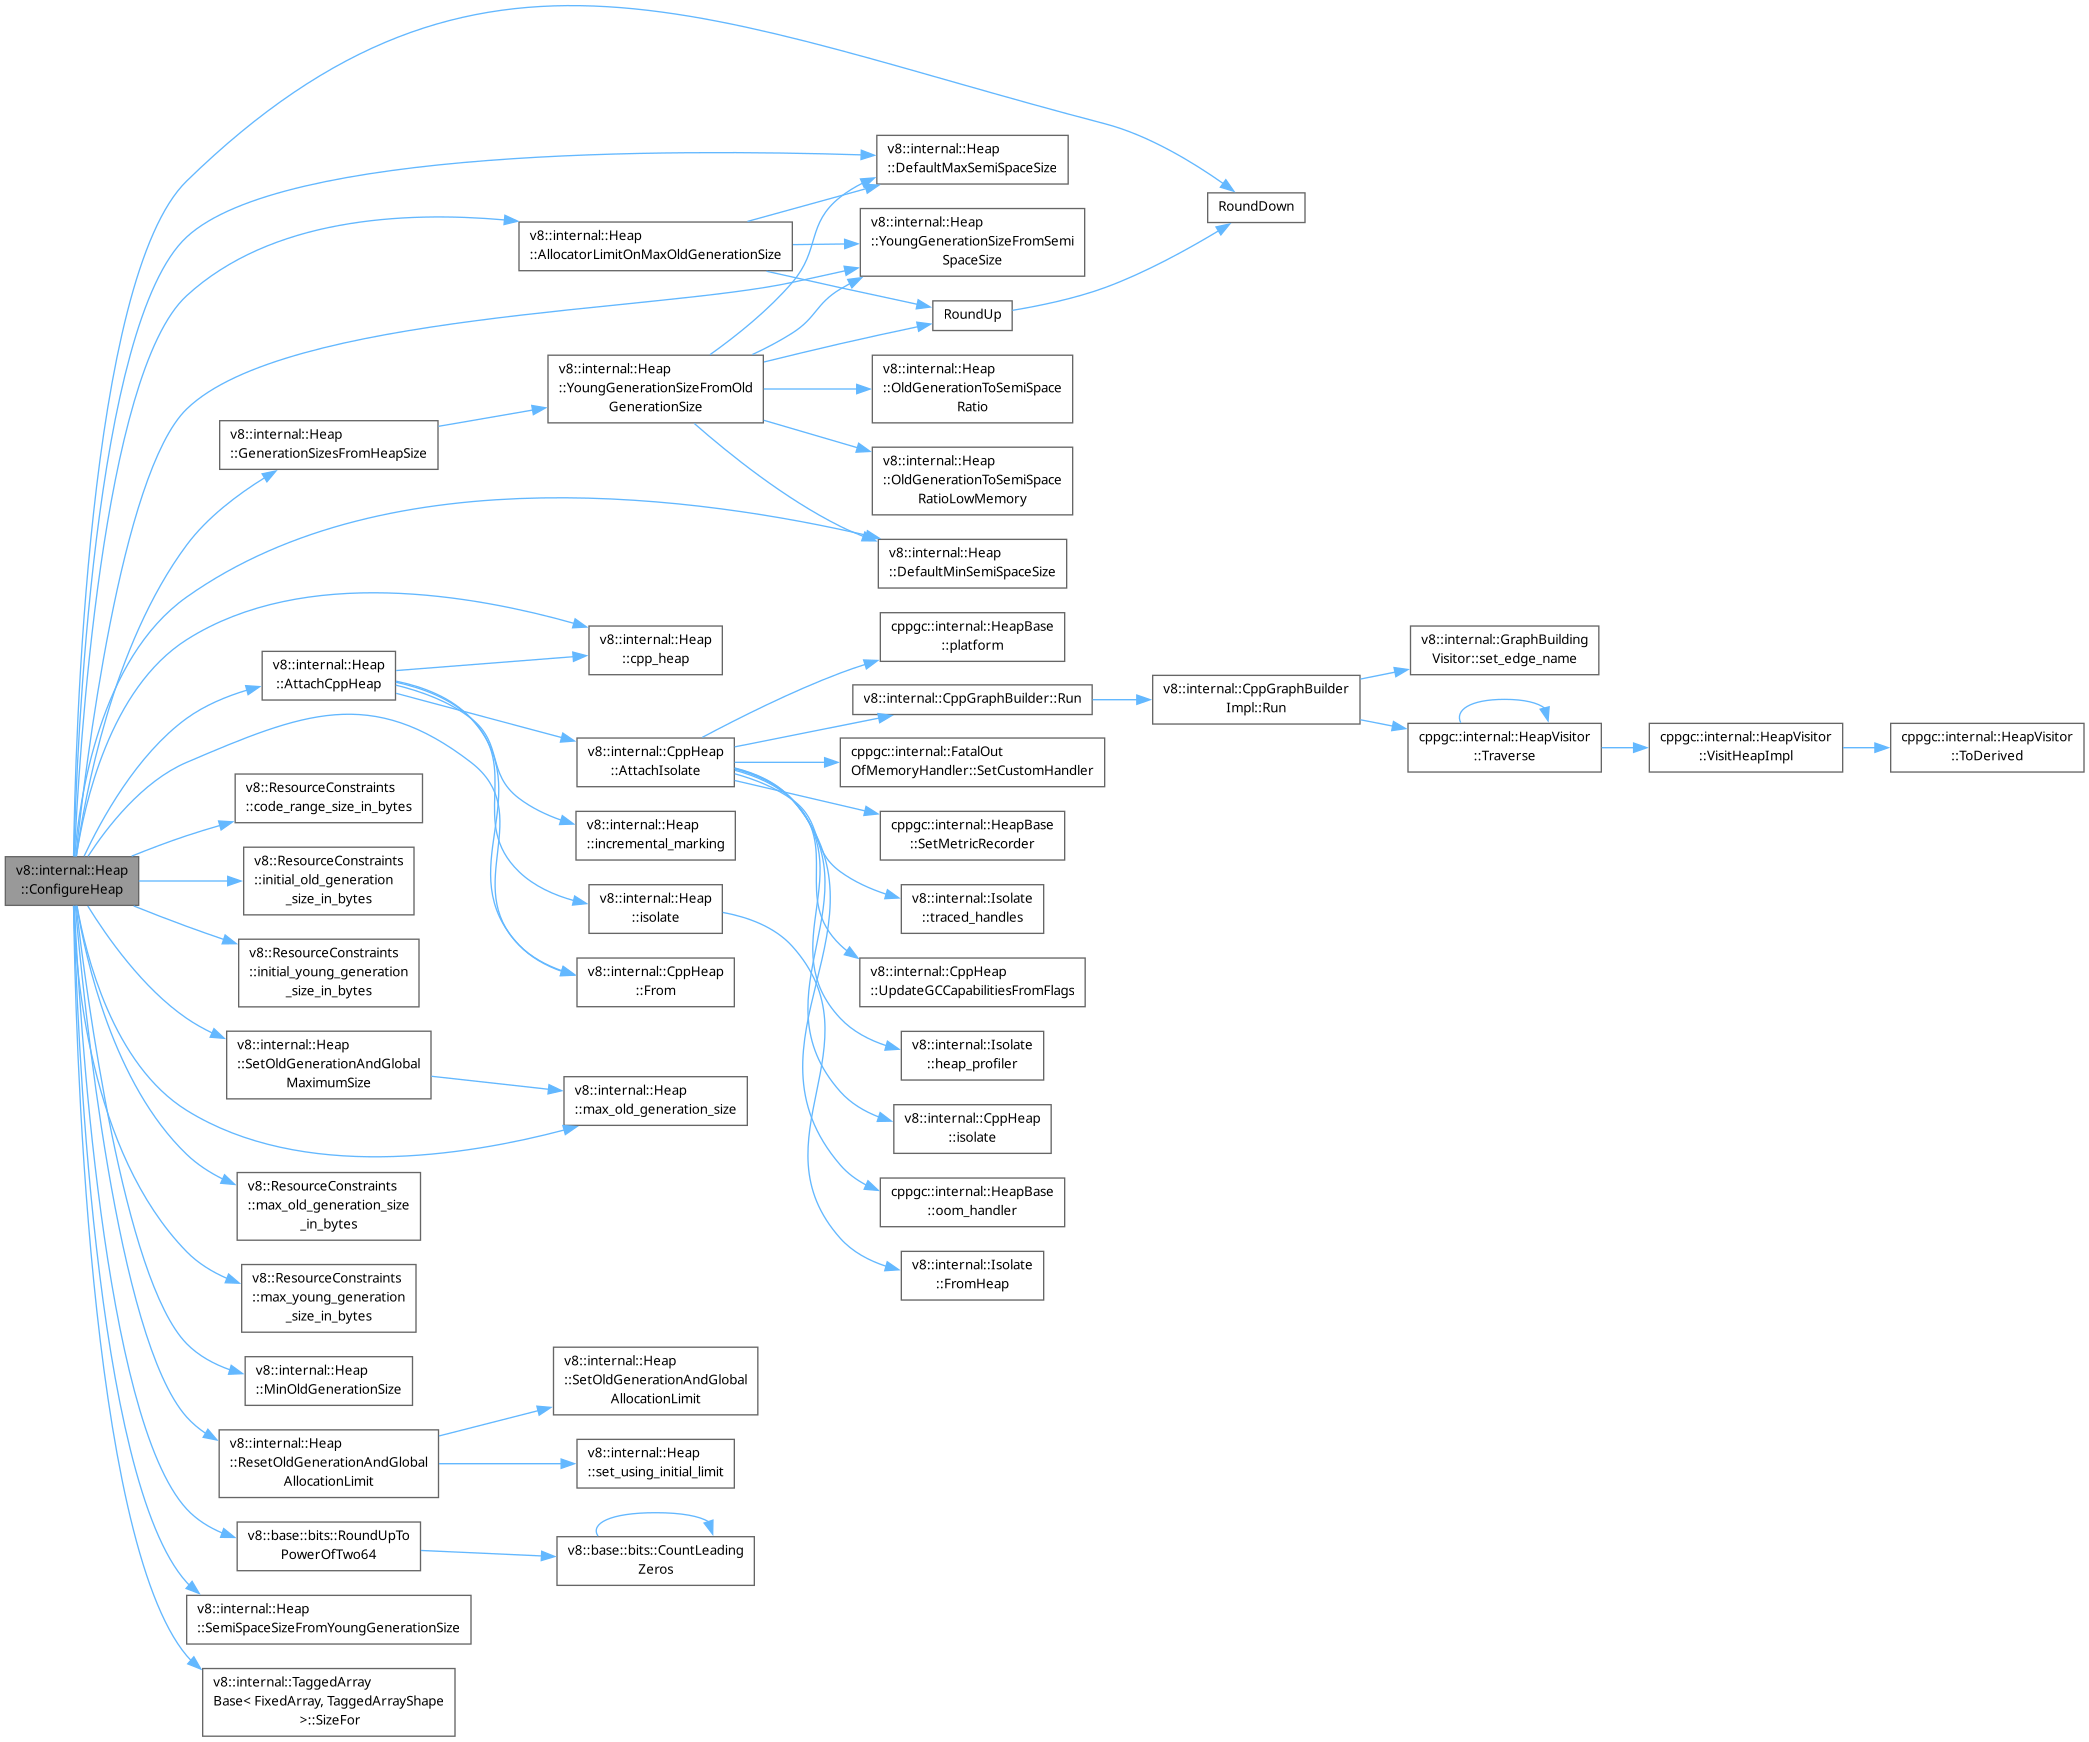 v8::internal::Heap
::ConfigureHeap
v8::internal::Heap
::GenerationSizesFromHeapSize
v8::internal::Heap
::AttachCppHeap
v8::ResourceConstraints
::code_range_size_in_bytes
v8::ResourceConstraints
::initial_old_generation
_size_in_bytes
v8::ResourceConstraints
::initial_young_generation
_size_in_bytes
v8::internal::Heap
::SetOldGenerationAndGlobal
MaximumSize
v8::ResourceConstraints
::max_old_generation_size
_in_bytes
v8::ResourceConstraints
::max_young_generation
_size_in_bytes
v8::internal::Heap
::MinOldGenerationSize
v8::internal::Heap
::ResetOldGenerationAndGlobal
AllocationLimit
v8::base::bits::RoundUpTo
PowerOfTwo64
v8::internal::Heap
::SemiSpaceSizeFromYoungGenerationSize
v8::internal::TaggedArray
Base< FixedArray, TaggedArrayShape
>::SizeFor
v8::internal::Heap
::AllocatorLimitOnMaxOldGenerationSize
v8::internal::Heap
::YoungGenerationSizeFromOld
GenerationSize
v8::internal::Heap
::cpp_heap
v8::internal::CppHeap
::AttachIsolate
v8::internal::Heap
::incremental_marking
v8::internal::Heap
::isolate
v8::internal::CppHeap
::From
v8::internal::Heap
::max_old_generation_size
v8::internal::Heap
::SetOldGenerationAndGlobal
AllocationLimit
v8::internal::Heap
::set_using_initial_limit
v8::base::bits::CountLeading
Zeros
v8::internal::Heap
::DefaultMaxSemiSpaceSize
v8::internal::Heap
::YoungGenerationSizeFromSemi
SpaceSize
RoundUp
v8::internal::Heap
::OldGenerationToSemiSpace
Ratio
v8::internal::Heap
::OldGenerationToSemiSpace
RatioLowMemory
v8::internal::Heap
::DefaultMinSemiSpaceSize
cppgc::internal::HeapBase
::platform
v8::internal::CppGraphBuilder::Run
cppgc::internal::FatalOut
OfMemoryHandler::SetCustomHandler
cppgc::internal::HeapBase
::SetMetricRecorder
v8::internal::Isolate
::traced_handles
v8::internal::CppHeap
::UpdateGCCapabilitiesFromFlags
v8::internal::Isolate
::heap_profiler
v8::internal::CppHeap
::isolate
cppgc::internal::HeapBase
::oom_handler
v8::internal::Isolate
::FromHeap
RoundDown
v8::internal::CppGraphBuilder
Impl::Run
v8::internal::GraphBuilding
Visitor::set_edge_name
cppgc::internal::HeapVisitor
::Traverse
cppgc::internal::HeapVisitor
::VisitHeapImpl
cppgc::internal::HeapVisitor
::ToDerived